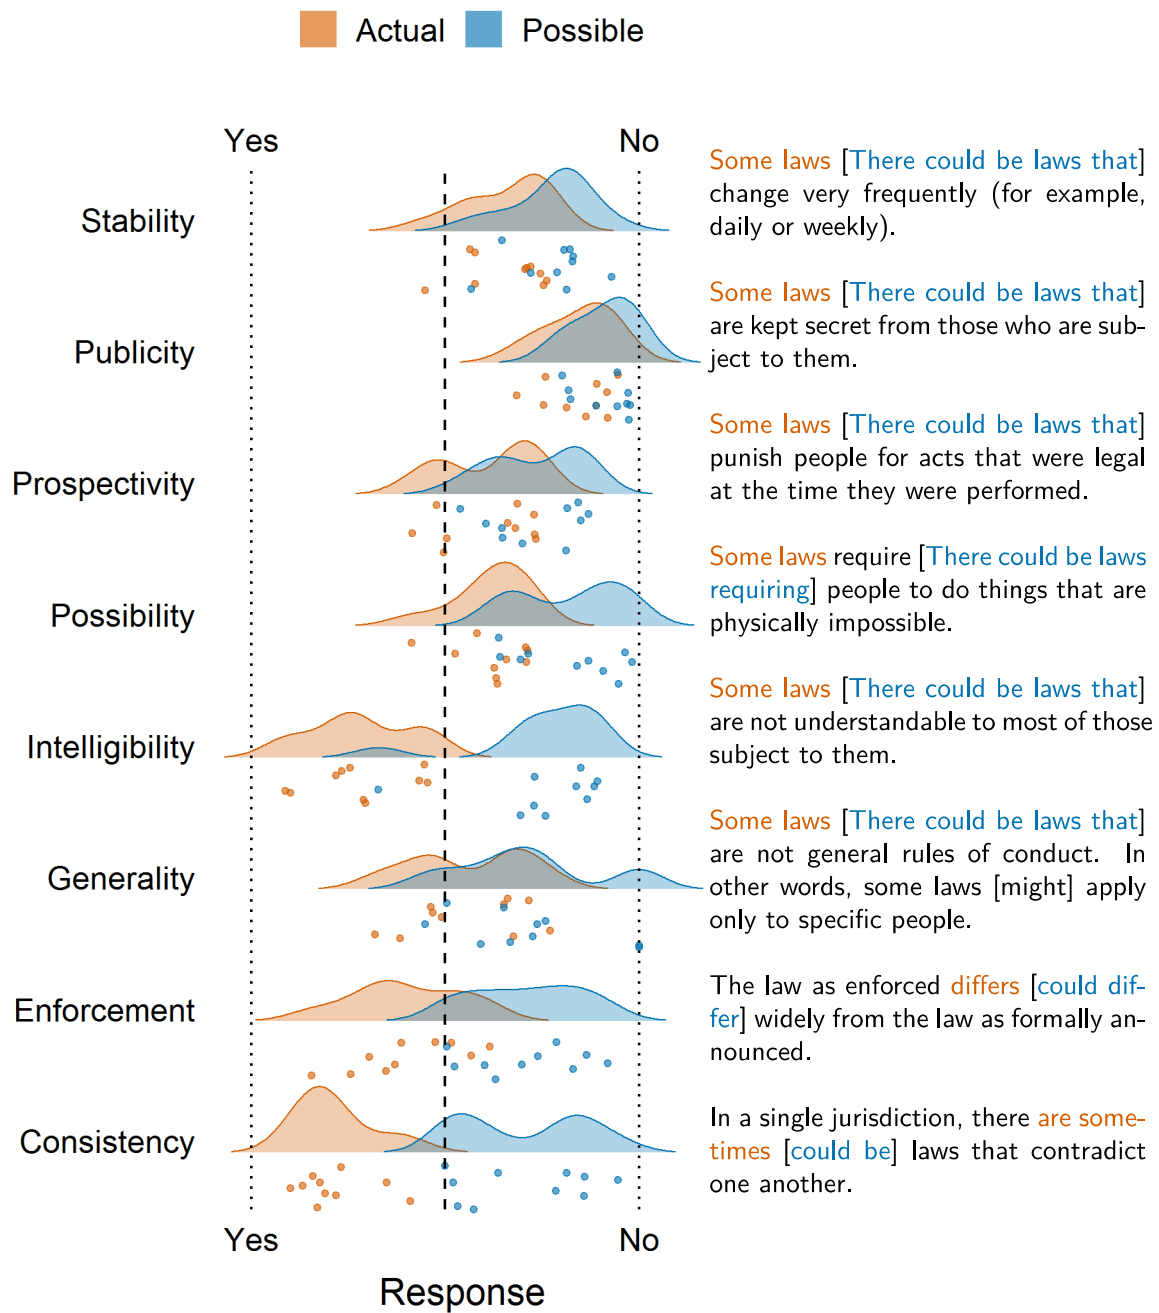 Actual Possible
Yes No
Stability
Some laws [There could be laws that]
change very frequently (for example,
daily or weekly).
Publicity
Some laws [There could be laws that]
are kept secret from those who are sub-
ject to them.
Prospectivity
Some laws [There could be laws that]
punish people for acts that were legal
at the time they were performed.
Possibility
Some laws require [There could be laws
requiring] people to do things that are
physically impossible.
Intelligibility
Some laws [There could be laws that]
are not understandable to most of those
subject to them.
Generality
Some laws [There could be laws that]
are not general rules of conduct. In
other words, some laws [might] apply
only to specific people.
Enforcement
The law as enforced differs [could dif-
fer] widely from the law as formally an-
nounced.
Consistency
In a single jurisdiction, there are some-
times [could be] laws that contradict
one another.
Yes No
Response